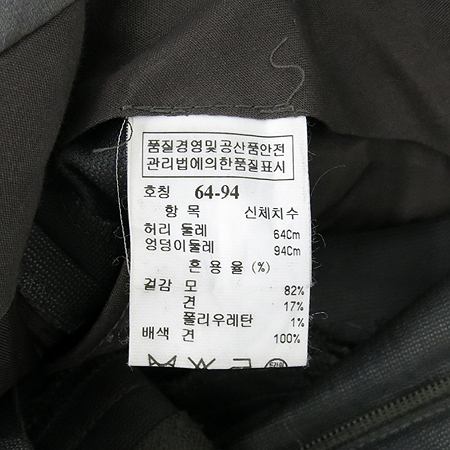 품질경영및공산품안전
관리법에의한품질표시
호칭 64-94
항 목 신체치수
허리 둘레 64Cm
엉덩이둘레 94Cm
혼 용 율 (%)
겉감 모 82%
견 17%
폴리우레탄 1%
배색 견 100%